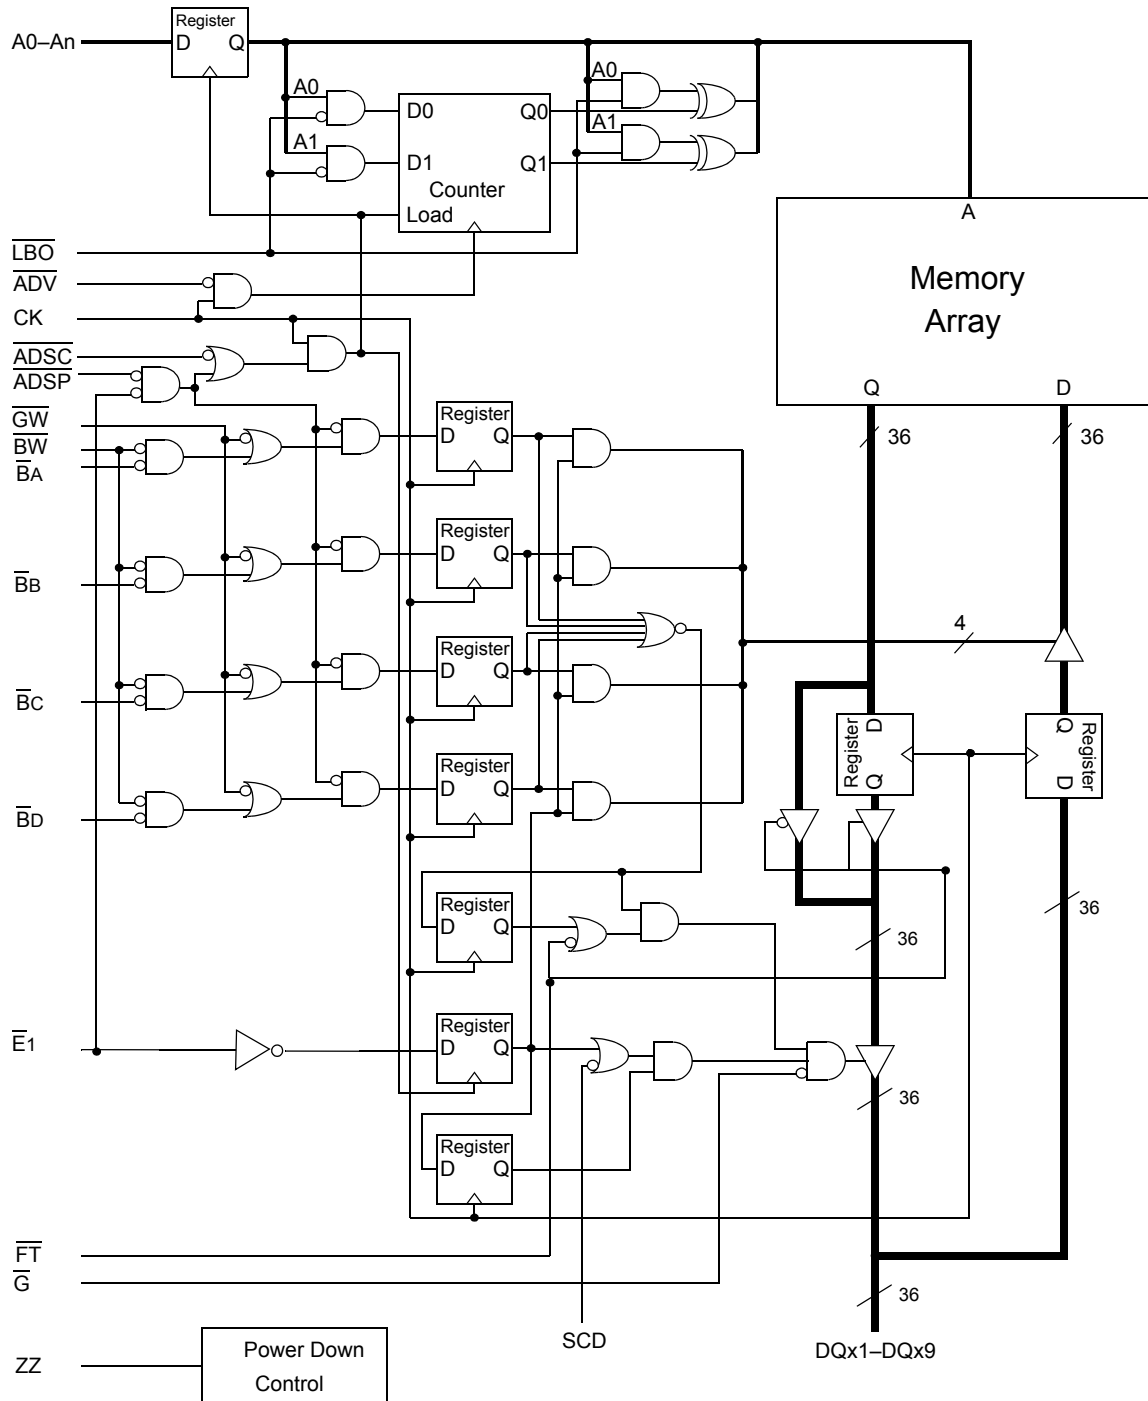 Register
A0–An
D Q
A0
A0
D0
Q0
A1
A1
D1
Q1
Counter
Load
A
LBO
ADV
Memory
Array
CK
ADSC
ADSP
Q
D
GW
Register
36
36
BW
D Q
BA
Register
D Q
BB
4
Register
D Q
BC
Register D Q
Q D Register
Register
D Q
BD
Register
D Q
36
36
Register
E1
D Q
36
Register
D Q
FT
G
36
SCD
DQx1–DQx9
ZZ
Power Down
Control